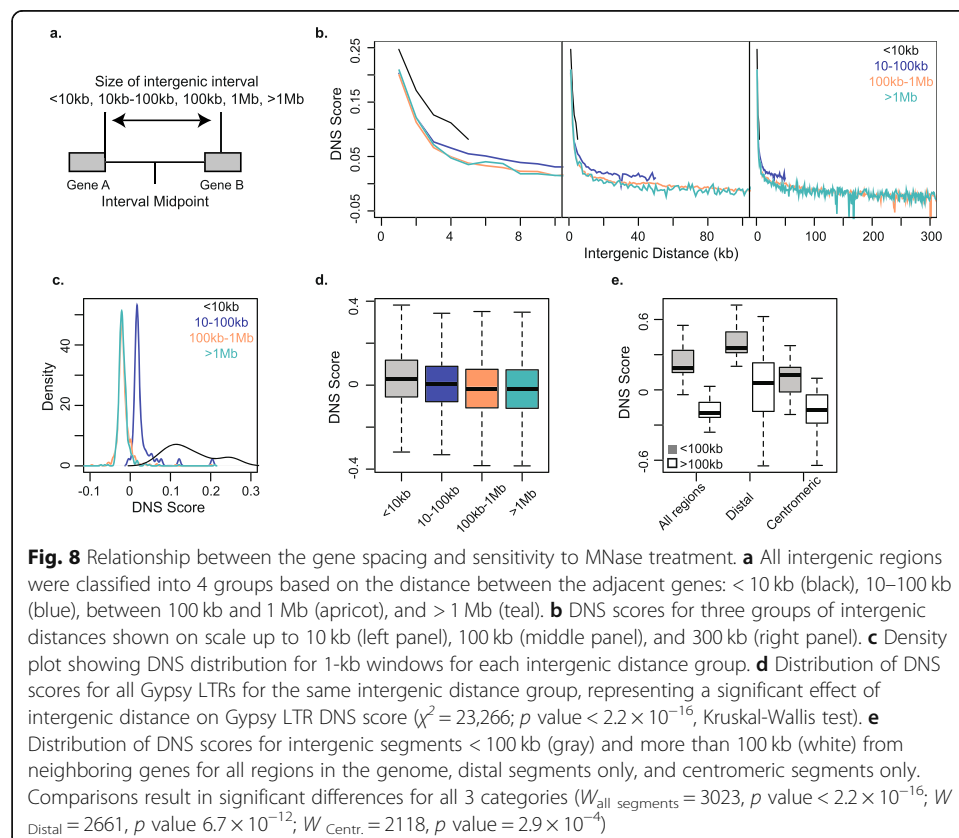 a.
Size of intergenic interval
<10kb, 10kb-100kb, 100kb, 1Mb, >1Mb
Gene A
Gene B
Interval Midpoint
b.
DNS Score
0.25
0.15
0.05
-0.05
<10kb
10-100kb
100kb-1Mb
>1Mb
0 4 8 0 20 40 60 80 0 50 100 150 200 300
Intergenic Distance (kb)
c.
<10kb
10-100kb
100kb-1Mb
>1Mb
Density
40
20
0
-0.1 0 0.1 0.2 0.3
DNS Score
d.
DNS Score
0.4
0
-0.4
<10kb
10-100kb
100kb-1Mb
>1Mb
e.
DNS Score
0.6
0
-0.6
<100kb
>100kb
All regions
Distal
Centromeric
Fig. 8 Relationship between the gene spacing and sensitivity to MNase treatment. a All intergenic regions
were classified into 4 groups based on the distance between the adjacent genes: < 10 kb (black), 10–100 kb
(blue), between 100 kb and 1 Mb (apricot), and > 1 Mb (teal). b DNS scores for three groups of intergenic
distances shown on scale up to 10 kb (left panel), 100 kb (middle panel), and 300 kb (right panel). c Density
plot showing DNS distribution for 1-kb windows for each intergenic distance group. d Distribution of DNS
scores for all Gypsy LTRs for the same intergenic distance group, representing a significant effect of
intergenic distance on Gypsy LTR DNS score (χ² = 23,266; p value < 2.2 × 10⁻¹⁶, Kruskal-Wallis test). e
Distribution of DNS scores for intergenic segments < 100 kb (gray) and more than 100 kb (white) from
neighboring genes for all regions in the genome, distal segments only, and centromeric segments only.
Comparisons result in significant differences for all 3 categories (W all segments = 3023, p value < 2.2 × 10⁻¹⁶; W
Distal = 2661, p value 6.7 × 10⁻¹²; W Centr. = 2118, p value = 2.9 × 10⁻⁴)